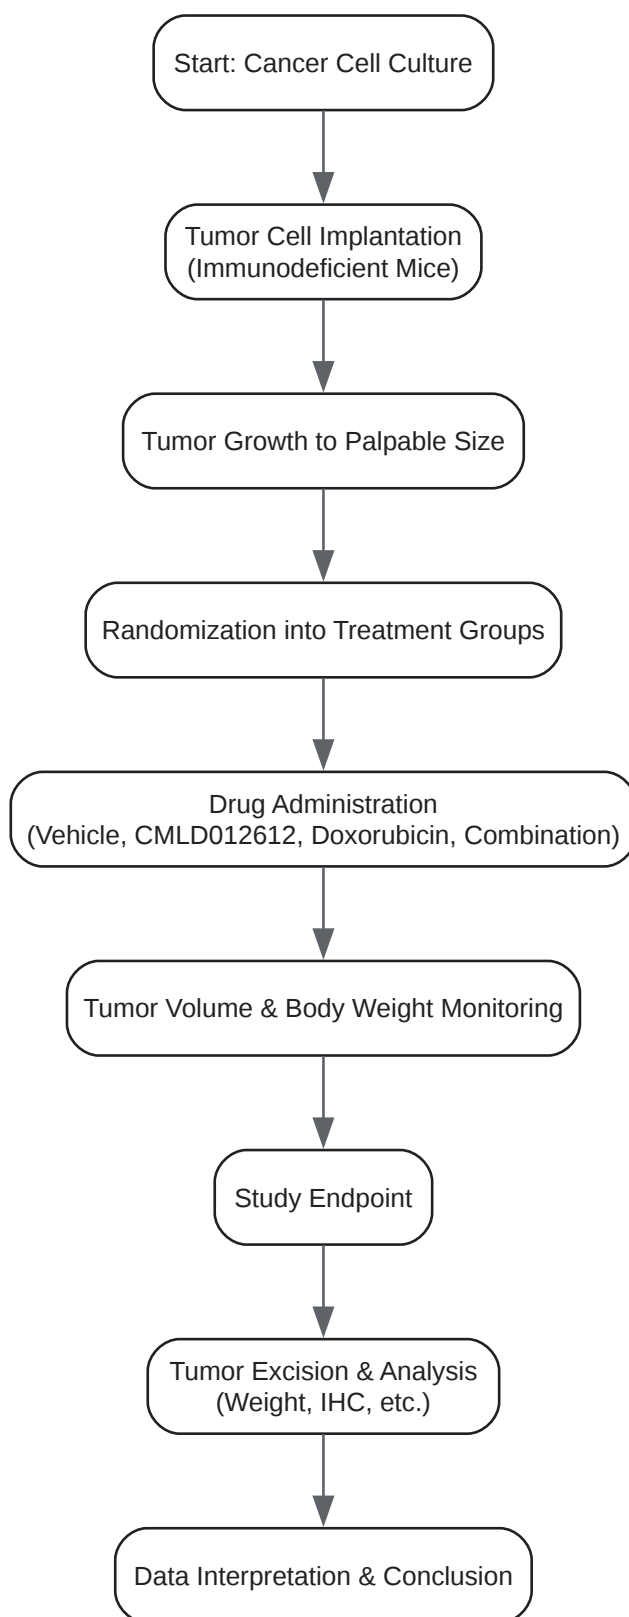 Start: Cancer Cell Culture
Tumor Cell Implantation
(Immunodeficient Mice)
Tumor Growth to Palpable Size
Randomization into Treatment Groups
Drug Administration
(Vehicle, CMLD012612, Doxorubicin, Combination)
Tumor Volume & Body Weight Monitoring
Study Endpoint
Tumor Excision & Analysis
(Weight, IHC, etc.)
Data Interpretation & Conclusion